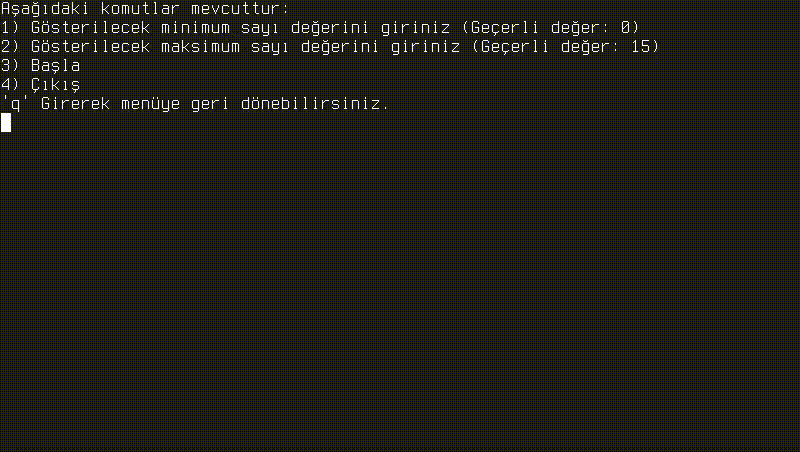 Aşağıdaki komutlar mevcuttur:
1) Gösterilecek minimum sayı değerini giriniz (Geçerli değer: 0)
2) Gösterilecek maksimum sayı değerini giriniz (Geçerli değer: 15)
3) Başla
4) Çıkış
'q' Girerek menüye geri dönebilirsiniz.